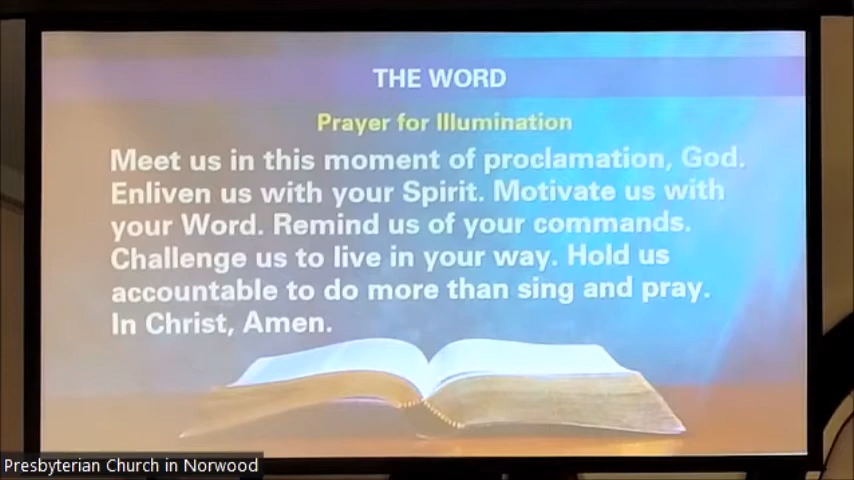 THE WORD
Prayer for Illumination
Meet us in this moment of proclamation, God.
Enliven us with your Spirit. Motivate us with
your Word. Remind us of your commands.
Challenge us to live in your way. Hold us
accountable to do more than sing and pray.
In Christ, Amen.
Presbyterian Church in Norwood